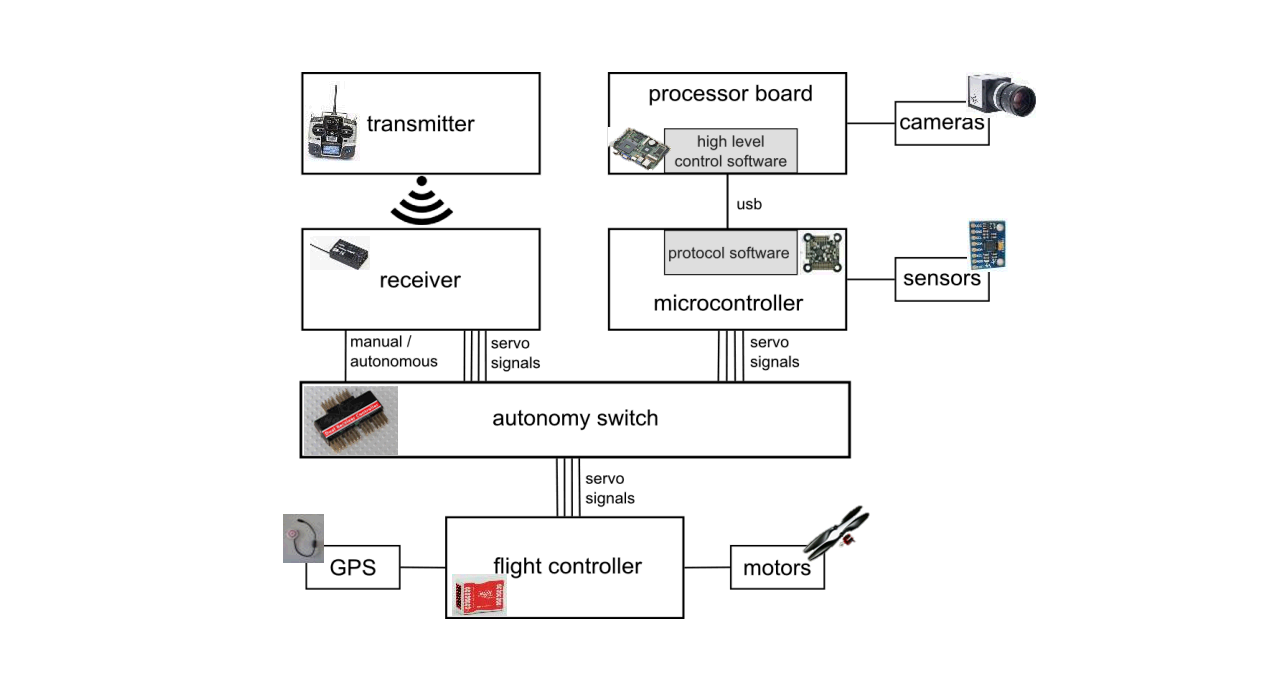 transmitter
processor board
high level
control software
cameras
usb
receiver
protocol software
microcontroller
sensors
manual /
autonomous
servo
signals
servo
signals
autonomy switch
servo
signals
GPS
flight controller
motors